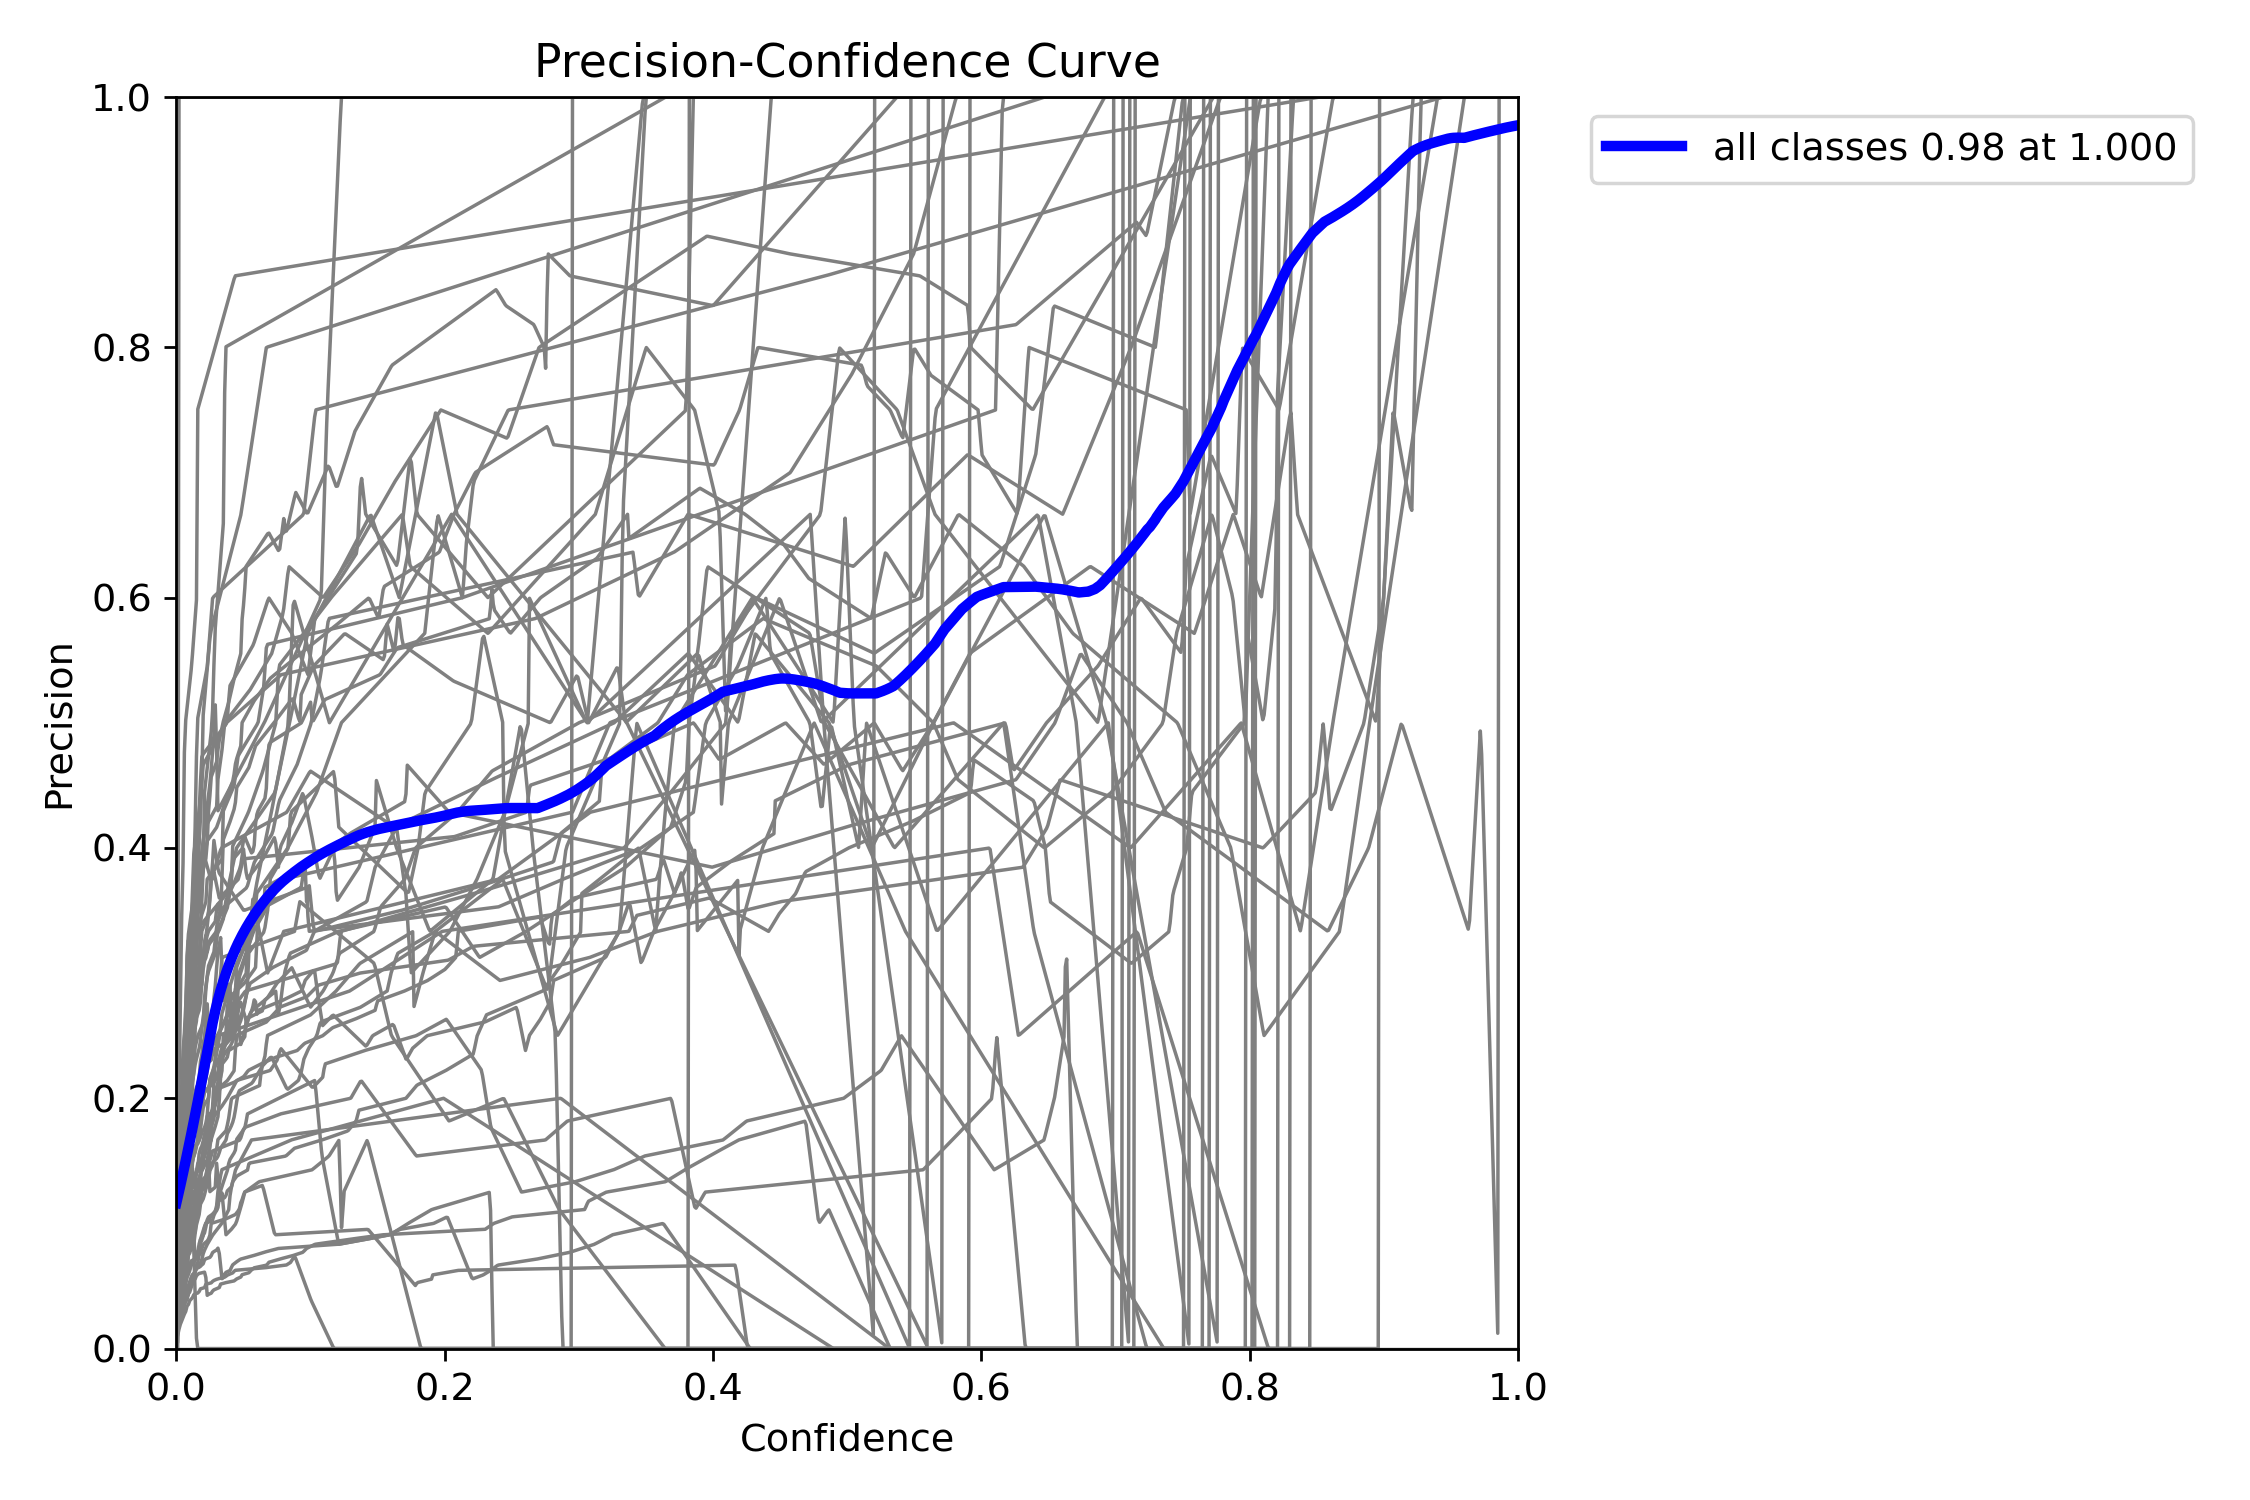 Precision-Confidence Curve
all classes 0.98 at 1.000
Precision
1.0
0.8
0.6
0.4
0.2
0.0
0.0 0.2 0.4 0.6 0.8 1.0
Confidence